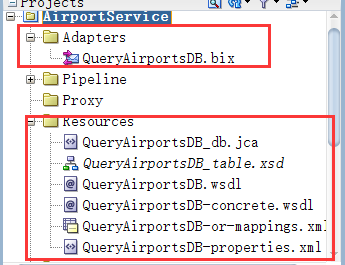 Projects
AirportService
Adapters
QueryAirportsDB.bix
Pipeline
Proxy
Resources
QueryAirportsDB_db.jca
QueryAirportsDB_table.xsd
QueryAirportsDB.wsdl
QueryAirportsDB-concrete.wsdl
QueryAirportsDB-or-mappings.xml
QueryAirportsDB-properties.xml